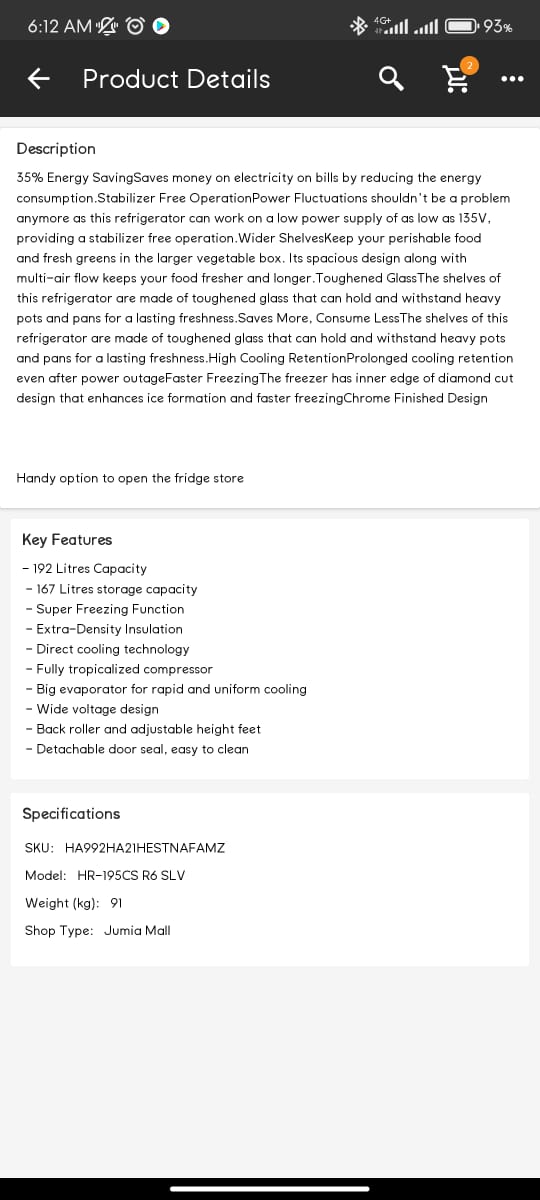 6:12 AM
4G+
93%
Product Details
2
Description
35% Energy SavingSaves money on electricity on bills by reducing the energy
consumption.Stabilizer Free OperationPower Fluctuations shouldn't be a problem
anymore as this refrigerator can work on a low power supply of as low as 135V,
providing a stabilizer free operation.Wider ShelvesKeep your perishable food
and fresh greens in the larger vegetable box. Its spacious design along with
multi-air flow keeps your food fresher and longer.Toughened GlassThe shelves of
this refrigerator are made of toughened glass that can hold and withstand heavy
pots and pans for a lasting freshness.Saves More, Consume LessThe shelves of this
refrigerator are made of toughened glass that can hold and withstand heavy pots
and pans for a lasting freshness.High Cooling RetentionProlonged cooling retention
even after power outageFaster FreezingThe freezer has inner edge of diamond cut
design that enhances ice formation and faster freezingChrome Finished Design
Handy option to open the fridge store
Key Features
- 192 Litres Capacity
- 167 Litres storage capacity
- Super Freezing Function
- Extra-Density Insulation
- Direct cooling technology
- Fully tropicalized compressor
- Big evaporator for rapid and uniform cooling
- Wide voltage design
- Back roller and adjustable height feet
- Detachable door seal, easy to clean
Specifications
SKU: HA992HA21HESTNAFAMZ
Model: HR-195CS R6 SLV
Weight (kg): 91
Shop Type: Jumia Mall